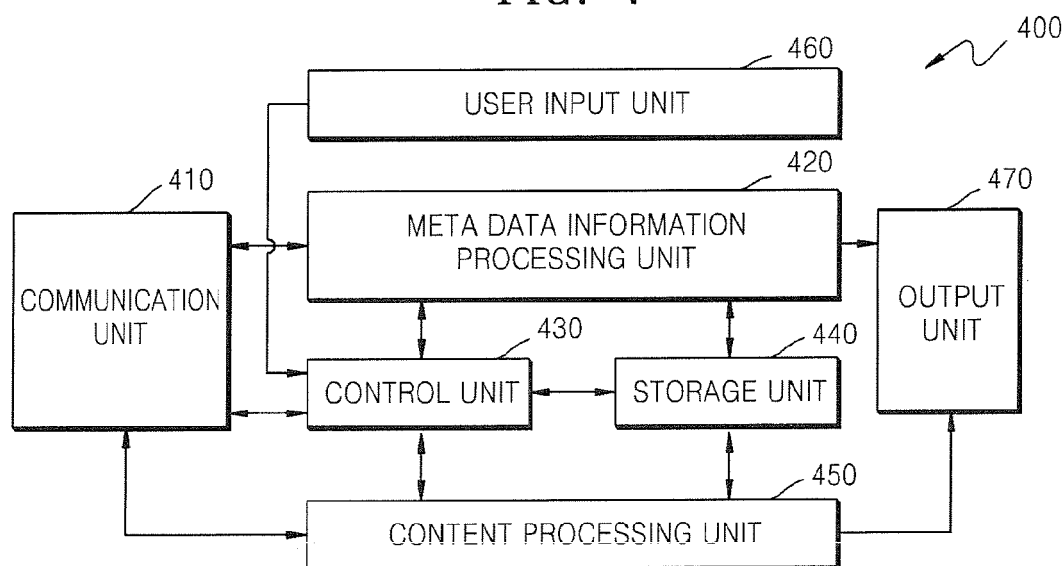 400
460
USER INPUT UNIT
410
420
470
META DATA INFORMATION
PROCESSING UNIT
COMMUNICATION
UNIT
OUTPUT
UNIT
430
440
CONTROL UNIT
STORAGE UNIT
450
CONTENT PROCESSING UNIT